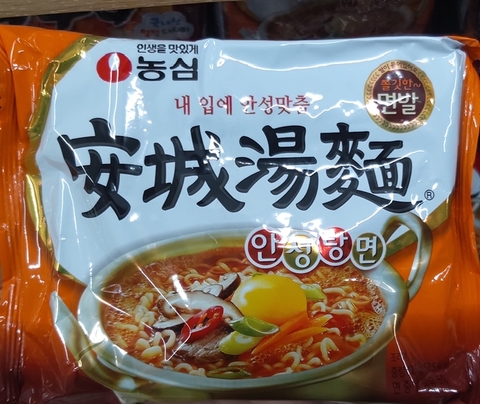 인생을 맛있게
농심
내 입에 안성맞춤
쫄깃한~
면발
安城湯麵®
안성탕면